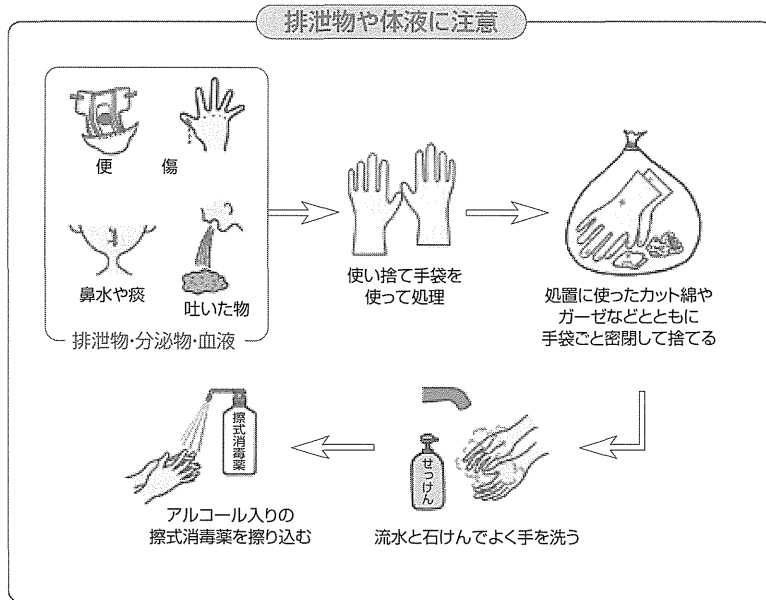 排泄物や体液に注意
便
傷
鼻水や痰
吐いた物
排泄物・分泌物・血液
使い捨て手袋を
使って処理
処置に使ったカット綿や
ガーゼなどとともに
手袋ごと密閉して捨てる
擦式消毒薬
アルコール入りの
擦式消毒薬を擦り込む
せっけん
流水と石けんでよく手を洗う